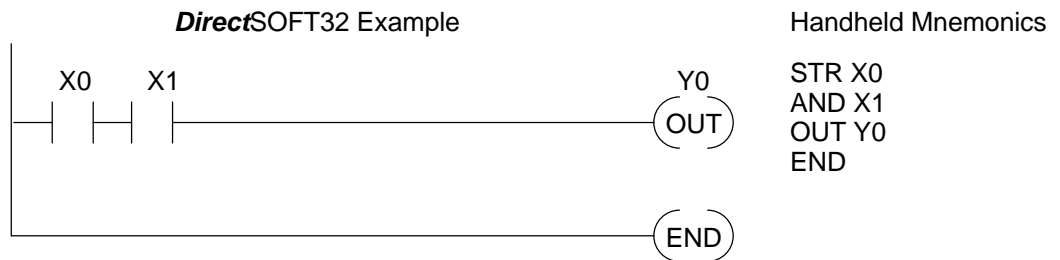 DirectSOFT32 Example
Handheld Mnemonics
X0 X1 Y0
OUT
END
STR X0
AND X1
OUT Y0
END